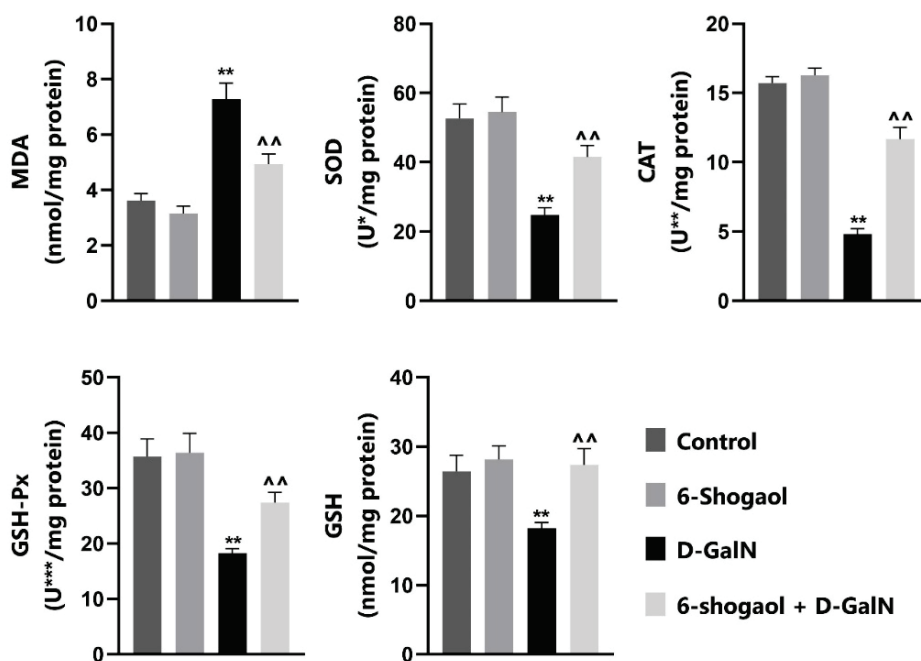 MDA
(nmol/mg protein)
10
8
6
4
2
0
**
^^
SOD
(U*/mg protein)
80
60
40
20
0
**
^^
CAT
(U**/mg protein)
20
15
10
5
0
**
^^
GSH-Px
(U***/mg protein)
50
40
30
20
10
0
**
^^
GSH
(nmol/mg protein)
40
30
20
10
0
**
^^
Control
6-Shogaol
D-GalN
6-shogaol + D-GalN